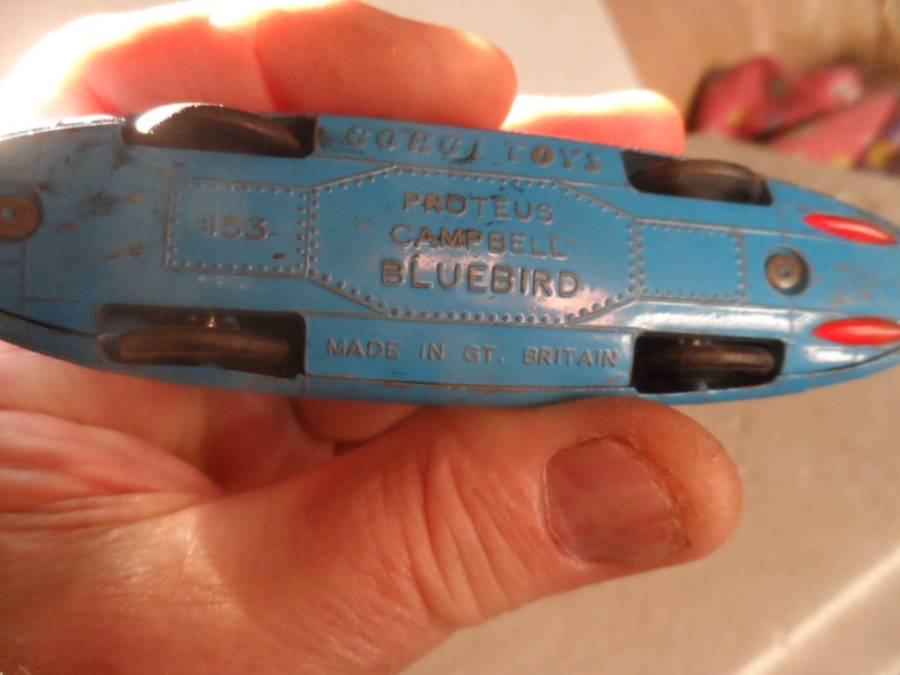 CORGI TOYS
153
PROTEUS
CAMPBELL
BLUEBIRD
MADE IN GT. BRITAIN